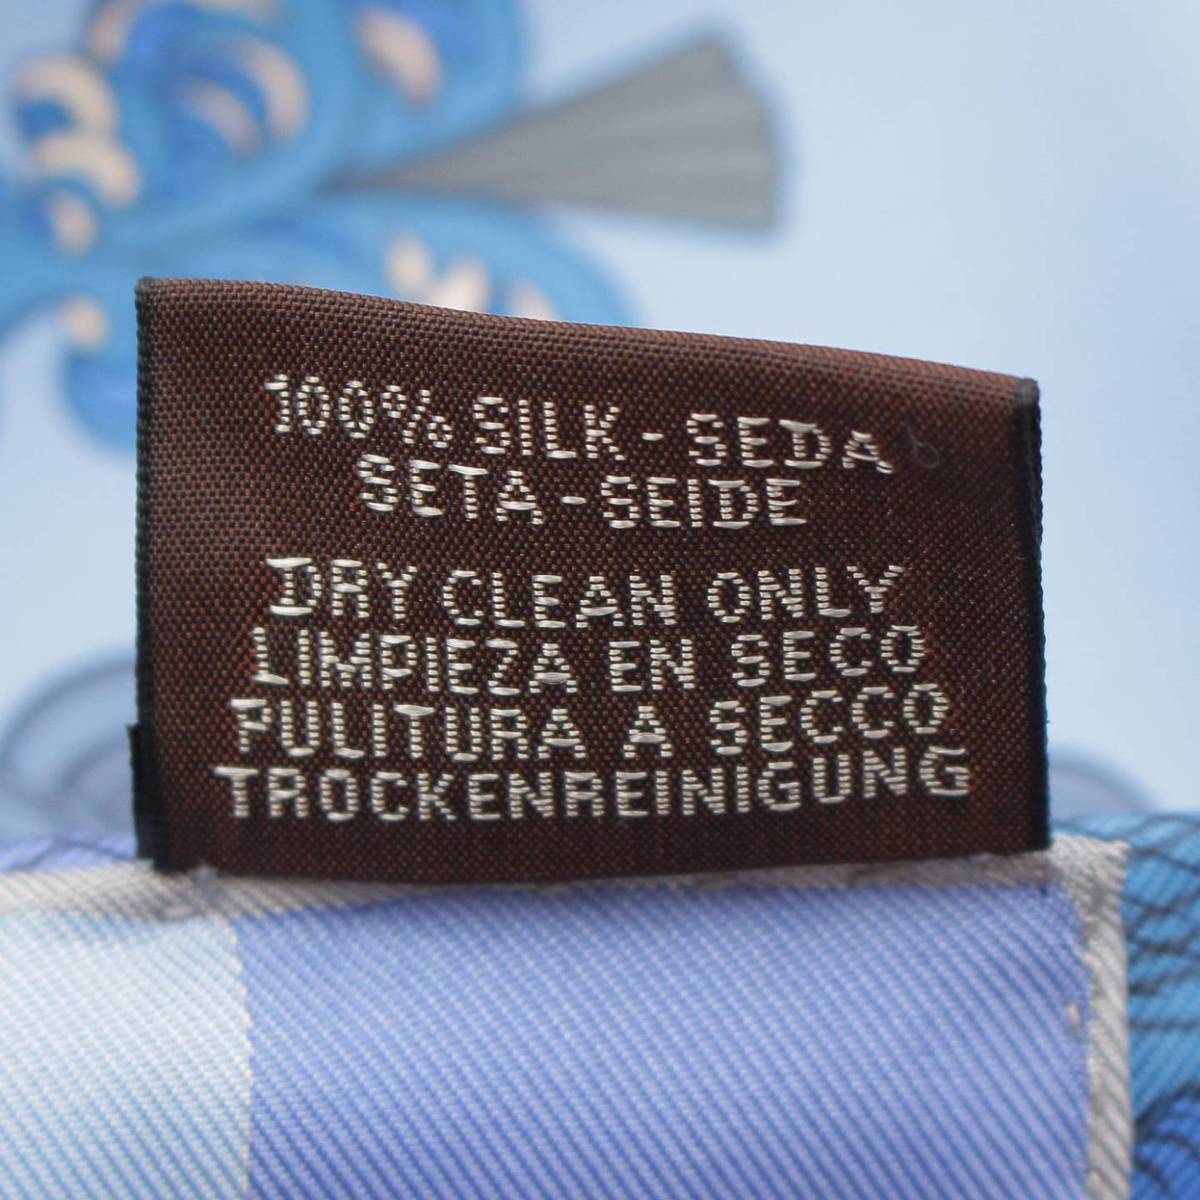 100% SILK - SEDA
SETA - SEIDE
DRY CLEAN ONLY
LIMPIEZA EN SECO
PULITURA A SECCO
TROCKENREINIGUNG